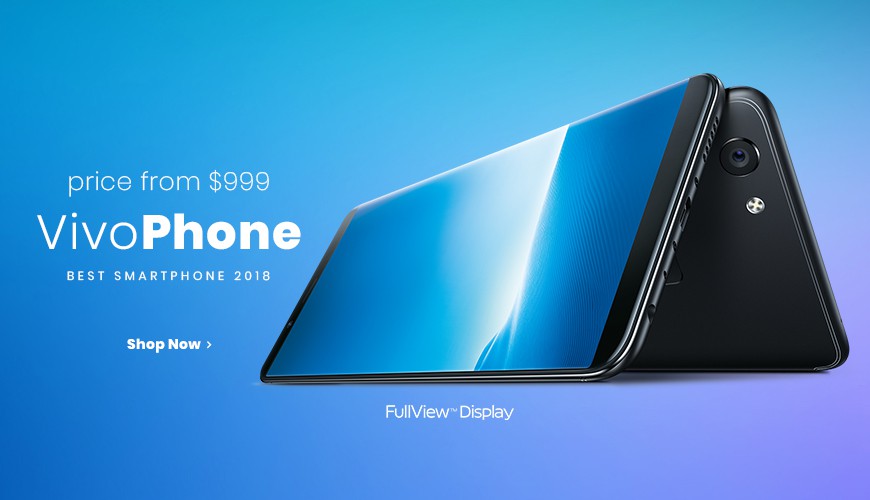 price from $999
VivoPhone
BEST SMARTPHONE 2018
Shop Now >
FullView™ Display